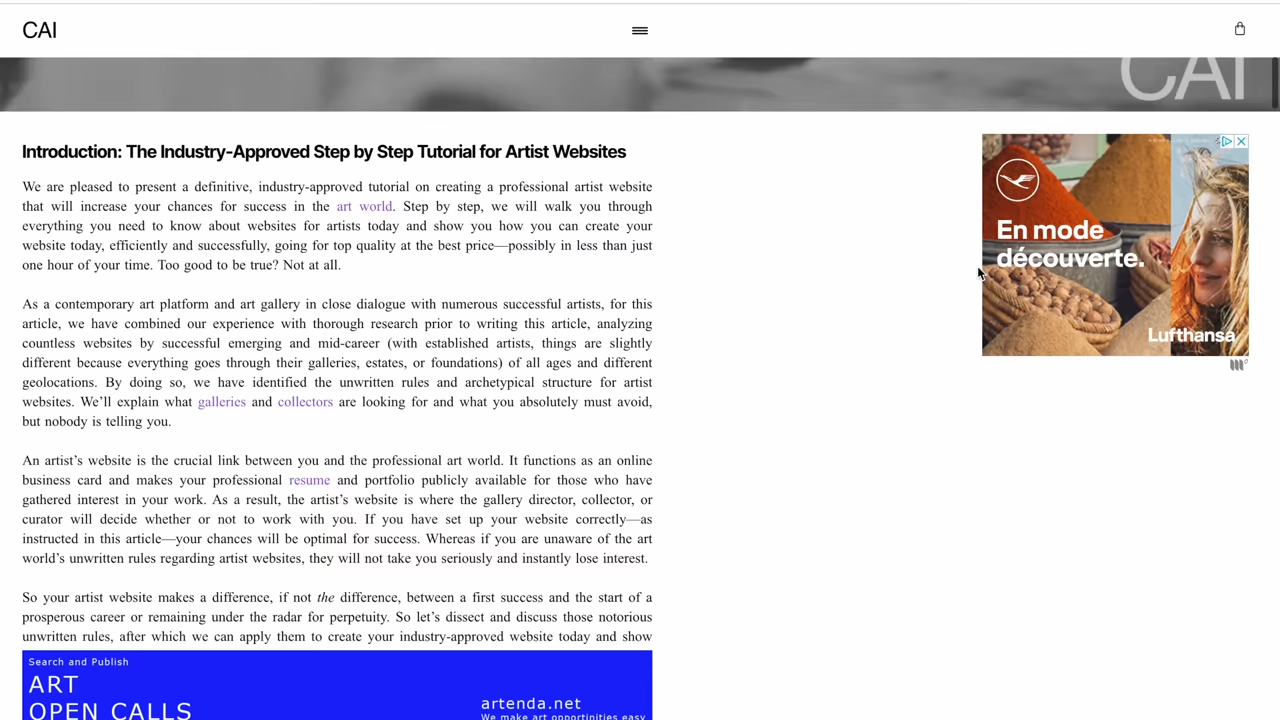 CAI
CAI
Introduction: The Industry-Approved Step by Step Tutorial for Artist Websites
We are pleased to present a definitive, industry-approved tutorial on creating a professional artist website
that will increase your chances for success in the art world. Step by step, we will walk you through
everything you need to know about websites for artists today and show you how you can create your
website today, efficiently and successfully, going for top quality at the best price—possibly in less than just
one hour of your time. Too good to be true? Not at all.
As a contemporary art platform and art gallery in close dialogue with numerous successful artists, for this
article, we have combined our experience with thorough research prior to writing this article, analyzing
countless websites by successful emerging and mid-career (with established artists, things are slightly
different because everything goes through their galleries, estates, or foundations) of all ages and different
geolocations. By doing so, we have identified the unwritten rules and archetypical structure for artist
websites. We’ll explain what galleries and collectors are looking for and what you absolutely must avoid,
but nobody is telling you.
An artist’s website is the crucial link between you and the professional art world. It functions as an online
business card and makes your professional resume and portfolio publicly available for those who have
gathered interest in your work. As a result, the artist’s website is where the gallery director, collector, or
curator will decide whether or not to work with you. If you have set up your website correctly—as
instructed in this article—your chances will be optimal for success. Whereas if you are unaware of the art
world’s unwritten rules regarding artist websites, they will not take you seriously and instantly lose interest.
So your artist website makes a difference, if not the difference, between a first success and the start of a
prosperous career or remaining under the radar for perpetuity. So let’s dissect and discuss those notorious
unwritten rules, after which we can apply them to create your industry-approved website today and show
Search and Publish
ART
OPEN CALLS
artenda.net
We make art opportinities easy
En mode
découverte.
Lufthansa